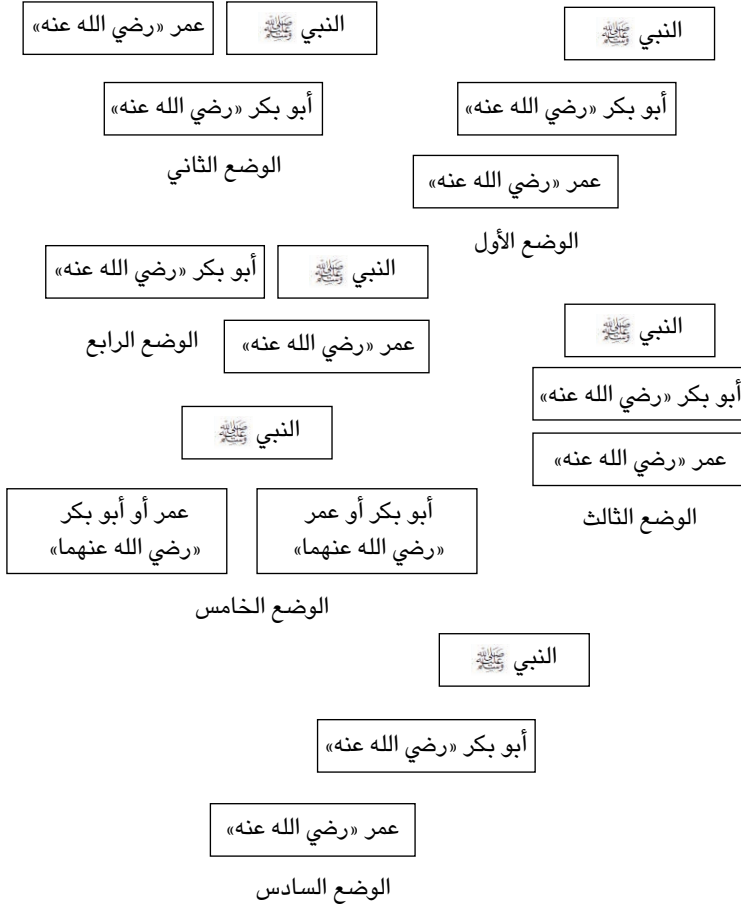 النبي ﷺ
أبو بكر «رضي الله عنه»
عمر «رضي الله عنه»
الوضع الأول
النبي ﷺ
عمر «رضي الله عنه»
أبو بكر «رضي الله عنه»
الوضع الثاني
النبي ﷺ
أبو بكر «رضي الله عنه»
عمر «رضي الله عنه»
الوضع الثالث
النبي ﷺ
أبو بكر «رضي الله عنه»
عمر «رضي الله عنه»
الوضع الرابع
النبي ﷺ
أبو بكر أو عمر
«رضي الله عنهما»
عمر أو أبو بكر
«رضي الله عنهما»
الوضع الخامس
النبي ﷺ
أبو بكر «رضي الله عنه»
عمر «رضي الله عنه»
الوضع السادس